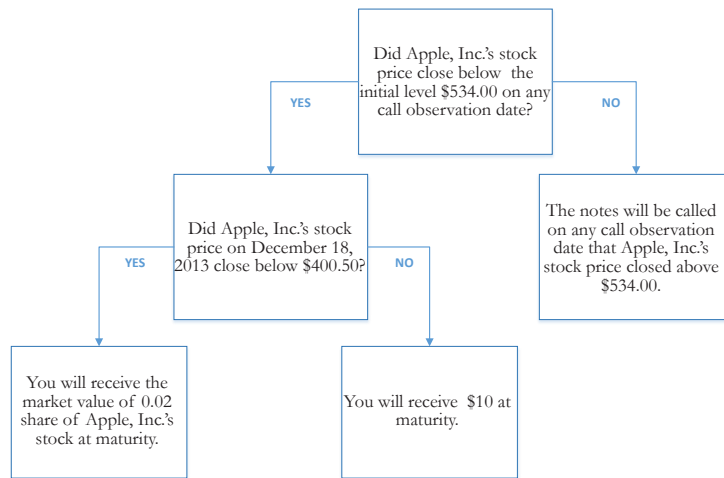 Did Apple, Inc.'s stock
price close below the
initial level $534.00 on any
call observation date?
YES
NO
Did Apple, Inc.'s stock
price on December 18,
2013 close below $400.50?
The notes will be called
on any call observation
date that Apple, Inc.'s
stock price closed above
$534.00.
YES
NO
You will receive the
market value of 0.02
share of Apple, Inc.'s
stock at maturity.
You will receive $10 at
maturity.